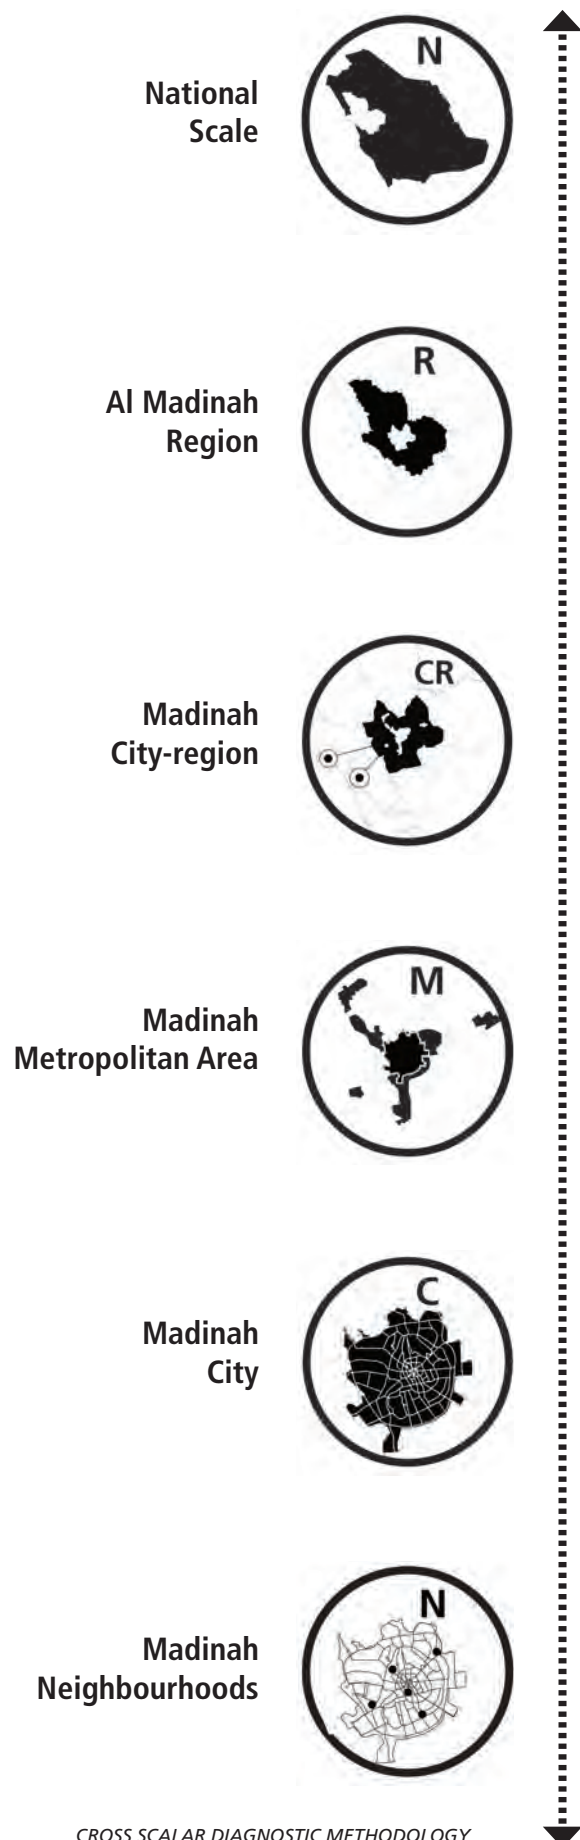 National
Scale
N
Al Madinah
Region
R
Madinah
City-region
CR
Madinah
Metropolitan Area
M
Madinah
City
C
Madinah
Neighbourhoods
N
CROSS SCALAR DIAGNOSTIC METHODOLOGY